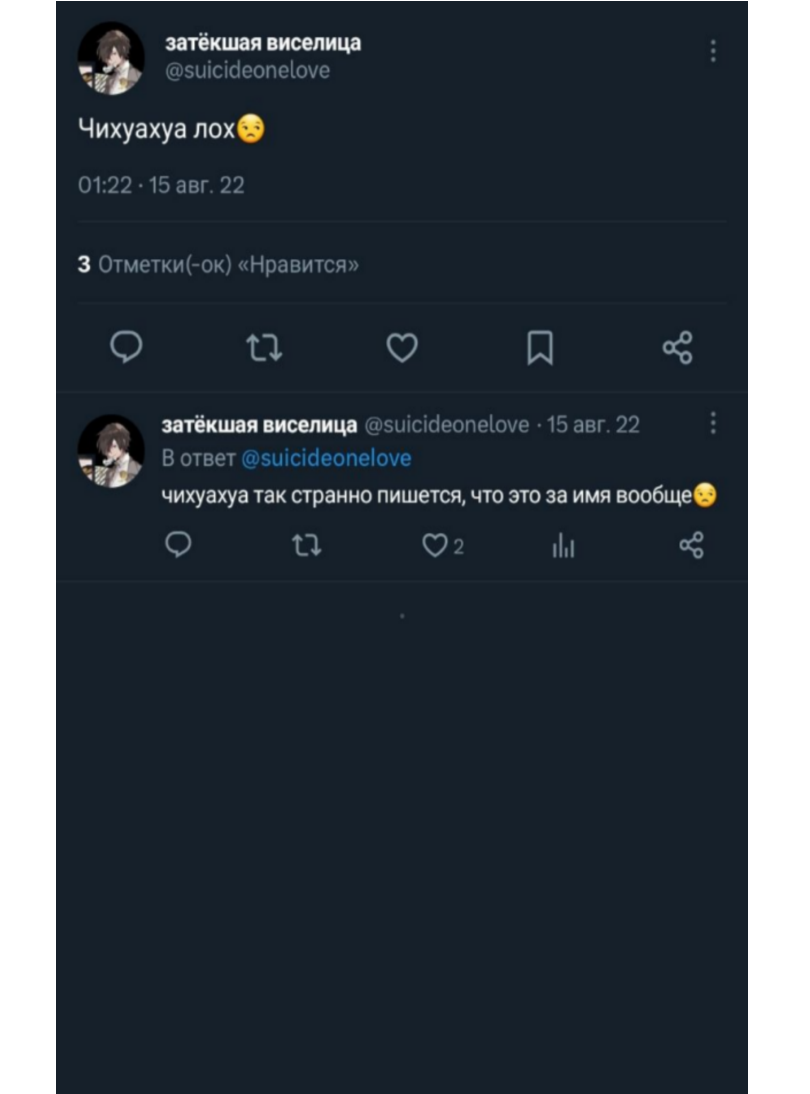 затёкшая виселица
@suicideonelove
Чихуахуа лох😒
01:22 · 15 авг. 22
3 Отметки(-ок) «Нравится»
затёкшая виселица @suicideonelove · 15 авг. 22
В ответ @suicideonelove
чихуахуа так странно пишется, что это за имя вообще😒
2